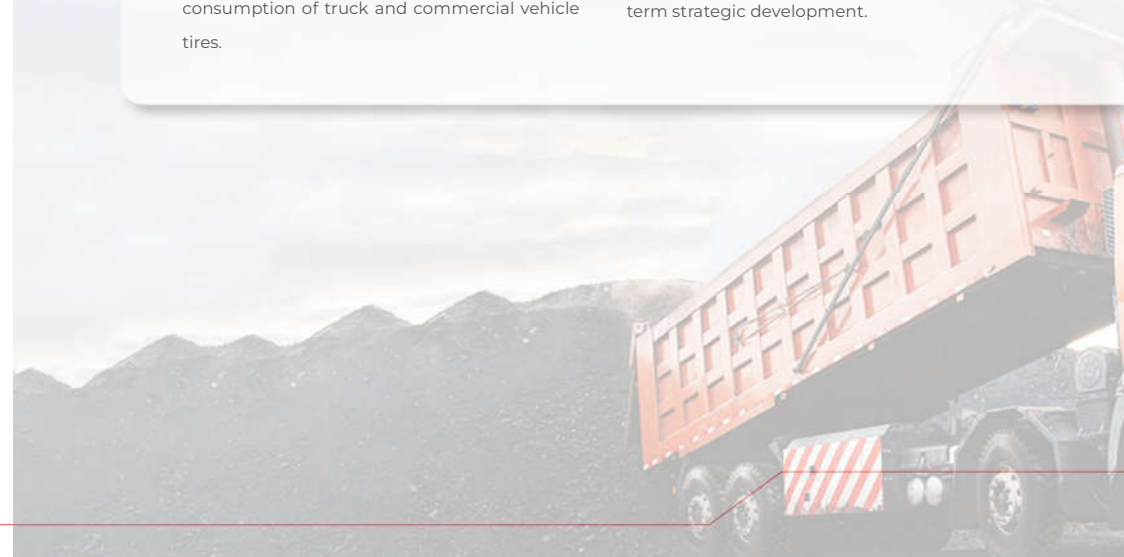 consumption of truck and commercial vehicle
tires.
term strategic development.